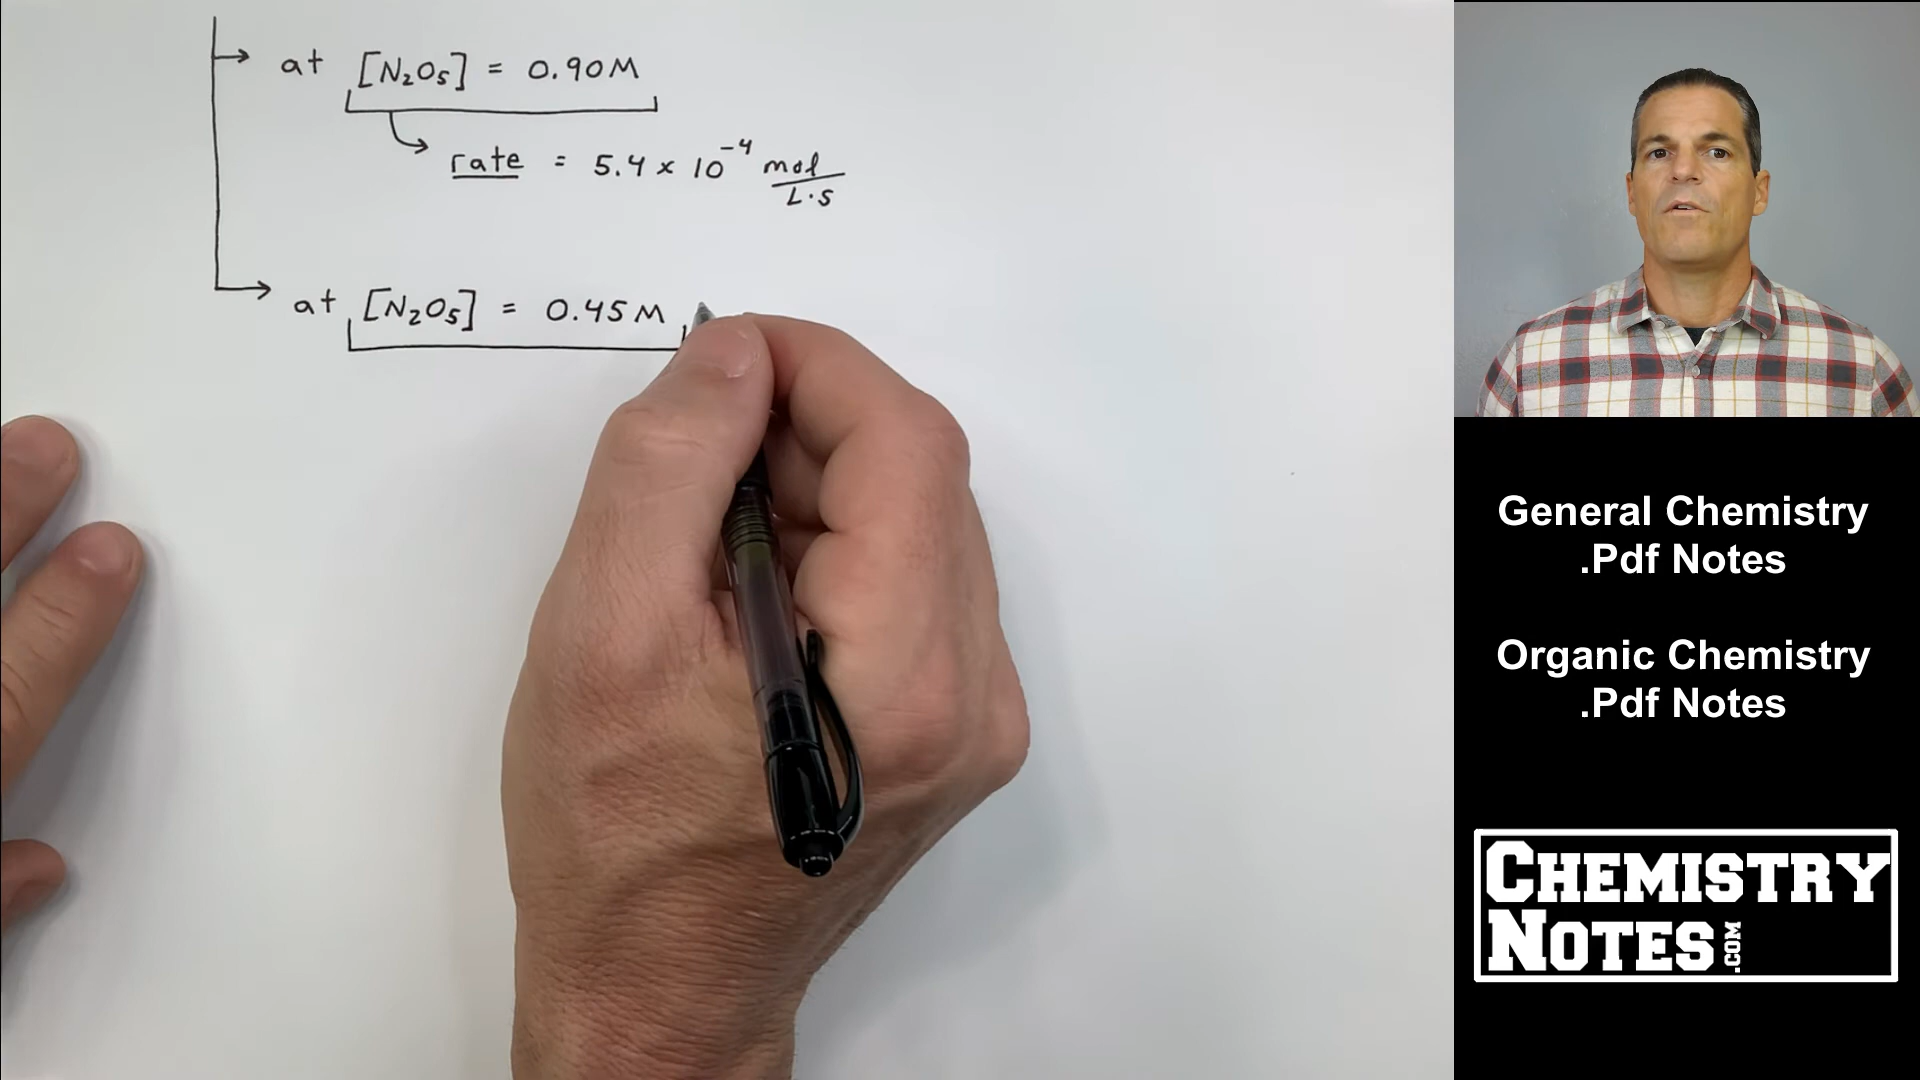 at [N₂O₅] = 0.90M
rate = 5.4 x 10⁻⁴ mol/L·s
at [N₂O₅] = 0.45M
General Chemistry
.Pdf Notes
Organic Chemistry
.Pdf Notes
CHEMISTRY
NOTES.COM